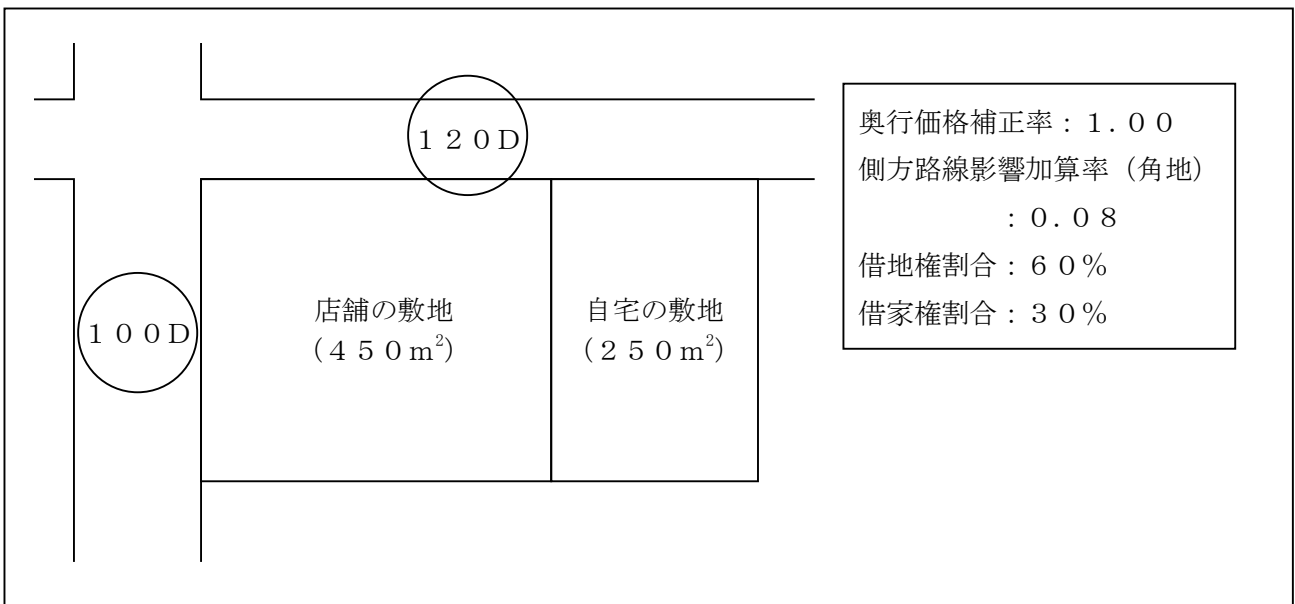 １２０Ｄ
１００Ｄ
店舗の敷地
（４５０ｍ²）
自宅の敷地
（２５０ｍ²）
奥行価格補正率：１.００
側方路線影響加算率（角地）
：０.０８
借地権割合：６０％
借家権割合：３０％